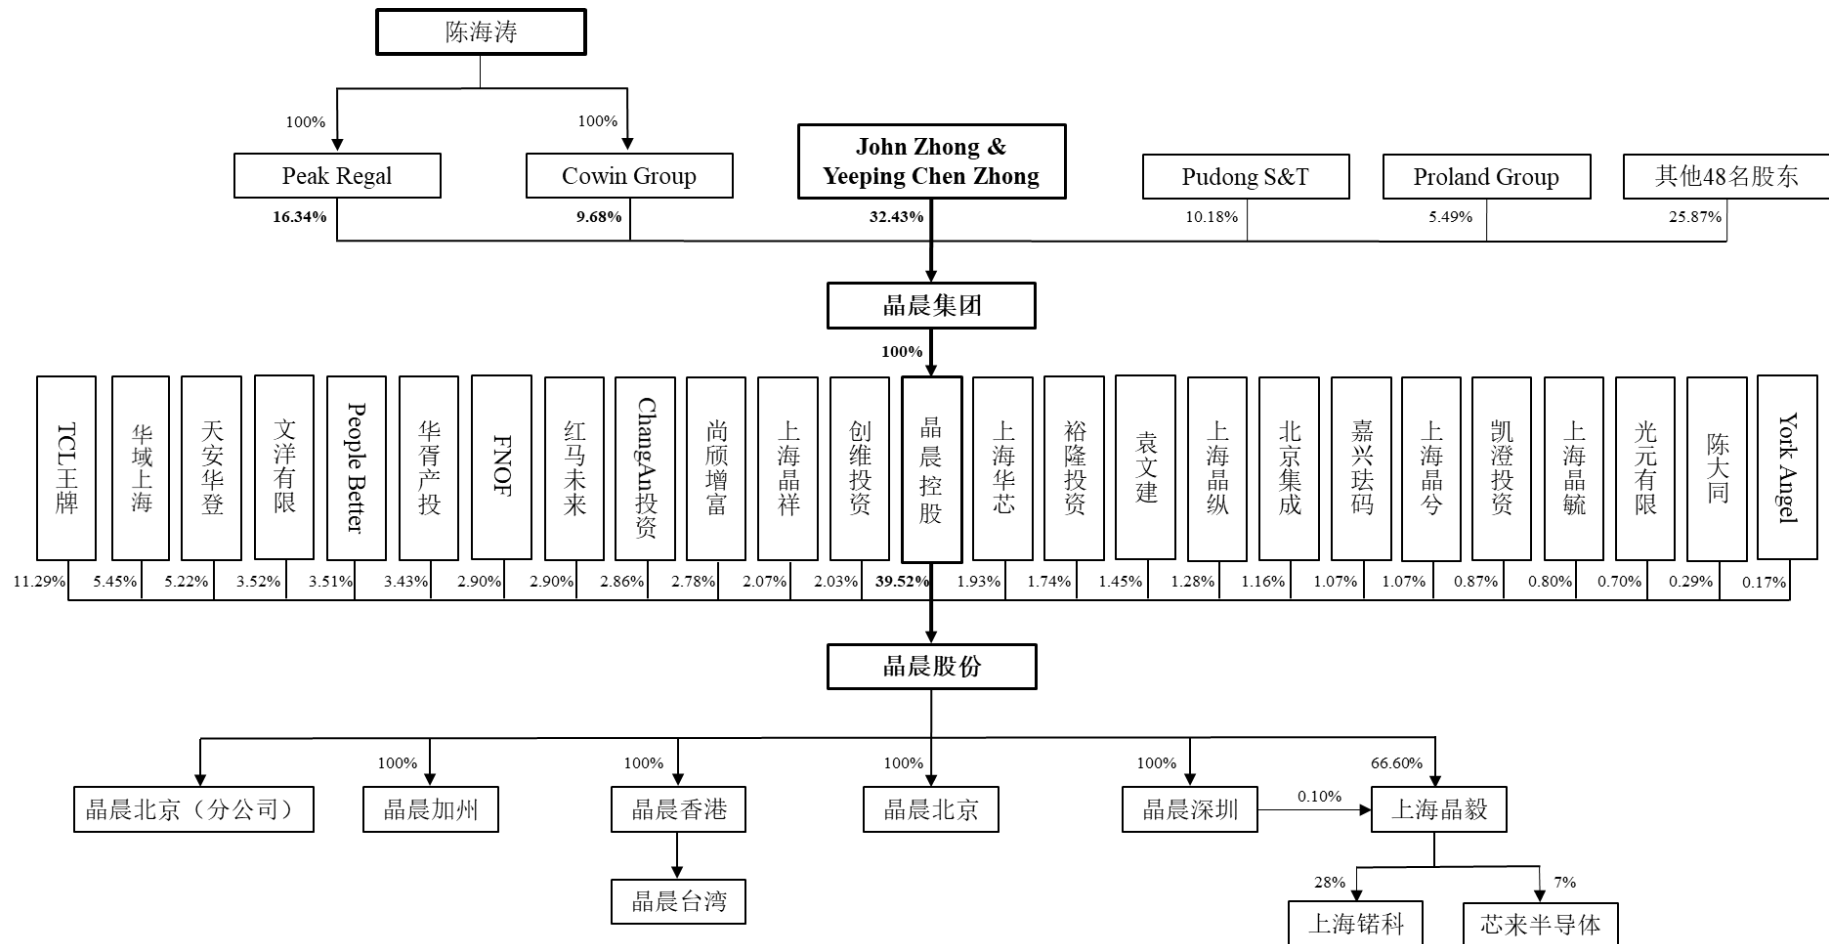 陈海涛
100%
100%
Peak Regal
Cowin Group
John Zhong &
Yeeping Chen Zhong
Pudong S&T
Proland Group
其他48名股东
16.34%
9.68%
32.43%
10.18%
5.49%
25.87%
晶晨集团
100%
TCL王牌
华域上海
天安华登
文洋有限
People Better
华胥产投
FNOF
红马未来
ChangAn投资
尚颀增富
上海晶祥
创维投资
晶晨控股
上海华芯
裕隆投资
袁文建
上海晶纵
北京集成
嘉兴珐码
上海晶兮
凯澄投资
上海晶毓
光元有限
陈大同
York Angel
11.29%
5.45%
5.22%
3.52%
3.51%
3.43%
2.90%
2.90%
2.86%
2.78%
2.07%
2.03%
39.52%
1.93%
1.74%
1.45%
1.28%
1.16%
1.07%
1.07%
0.87%
0.80%
0.70%
0.29%
0.17%
晶晨股份
100%
100%
100%
100%
66.60%
晶晨北京（分公司）
晶晨加州
晶晨香港
晶晨北京
晶晨深圳
0.10%
上海晶毅
28%
7%
晶晨台湾
上海锘科
芯来半导体